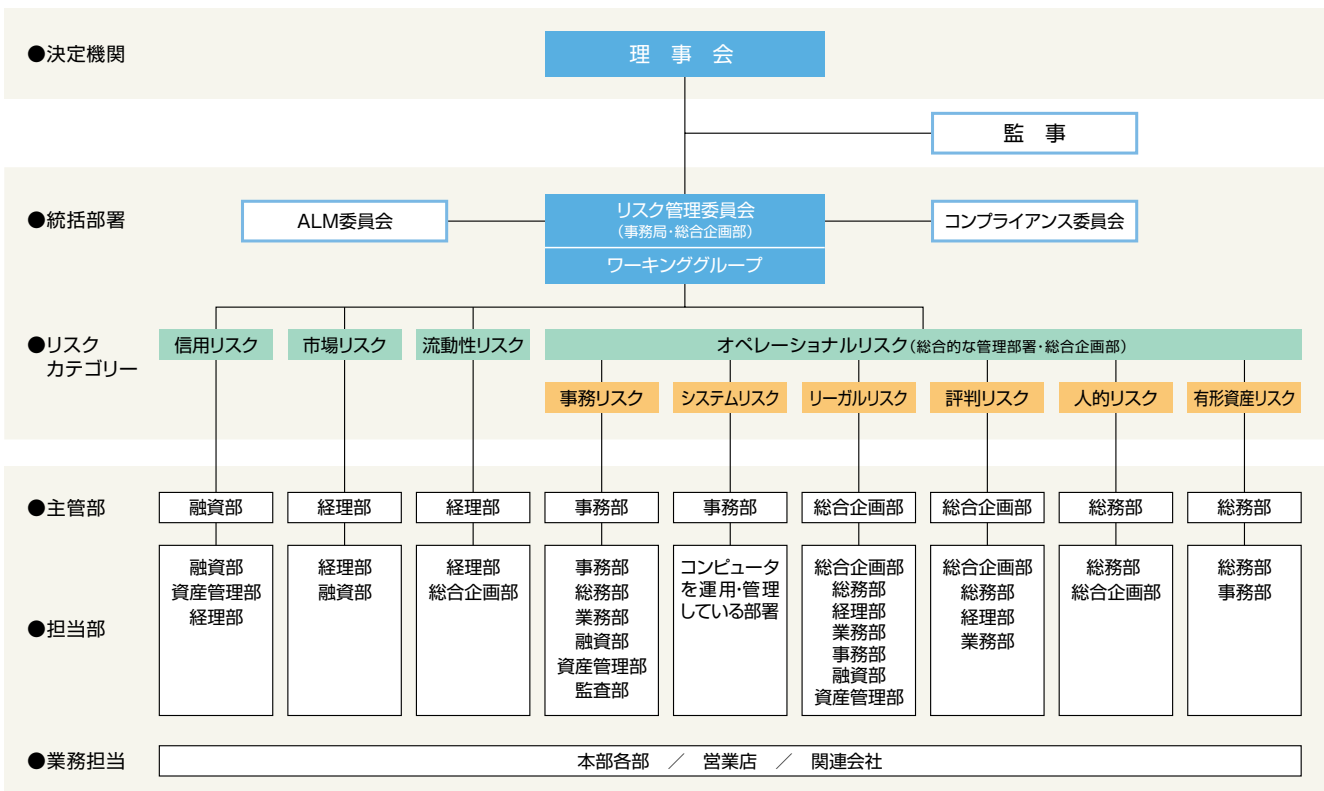 ●決定機関
理事会
監事
●統括部署
ALM委員会
リスク管理委員会
（事務局・総合企画部）
コンプライアンス委員会
ワーキンググループ
●リスク
カテゴリー
信用リスク
市場リスク
流動性リスク
オペレーショナルリスク（総合的な管理部署・総合企画部）
事務リスク
システムリスク
リーガルリスク
評判リスク
人的リスク
有形資産リスク
●主管部
融資部
経理部
経理部
事務部
事務部
総合企画部
総合企画部
総務部
総務部
●担当部
融資部
資産管理部
経理部
経理部
融資部
経理部
総合企画部
事務部
総務部
業務部
融資部
資産管理部
監査部
コンピュータ
を運用・管理
している部署
総合企画部
総務部
経理部
業務部
事務部
融資部
資産管理部
総合企画部
総務部
経理部
業務部
総務部
総合企画部
総務部
事務部
●業務担当
本部各部 ／ 営業店 ／ 関連会社